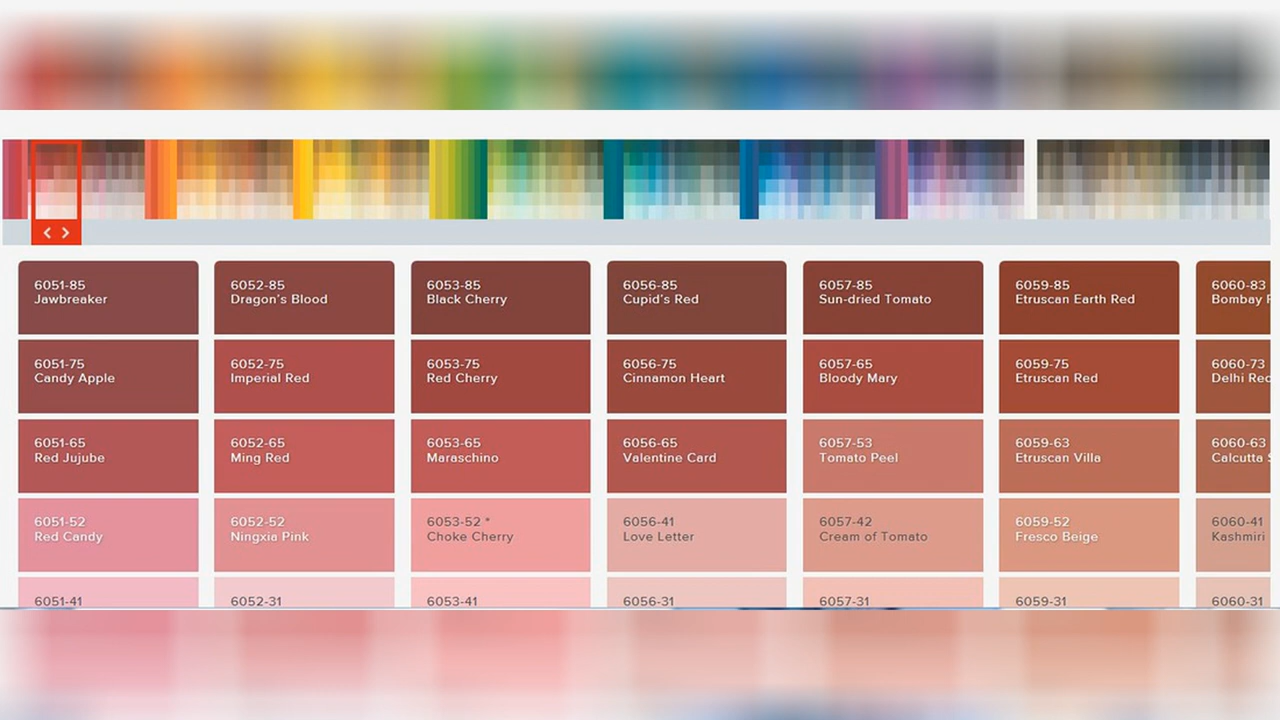 6051-85
Jawbreaker
6052-85
Dragon's Blood
6053-85
Black Cherry
6056-85
Cupid's Red
6057-85
Sun-dried Tomato
6059-85
Etruscan Earth Red
6060-83
Bombay
6051-75
Candy Apple
6052-75
Imperial Red
6053-75
Red Cherry
6056-75
Cinnamon Heart
6057-65
Bloody Mary
6059-75
Etruscan Red
6060-73
Delhi
6051-65
Red Jujube
6052-65
Ming Red
6053-65
Maraschino
6056-65
Valentine Card
6057-53
Tomato Peel
6059-63
Etruscan Villa
6060-63
Calcutta
6051-52
Red Candy
6052-52
Ningxia Pink
6053-52 *
Choke Cherry
6056-41
Love Letter
6057-42
Cream of Tomato
6059-52
Fresco Beige
6060-41
Kashmiri
6051-41
6052-31
6053-41
6056-31
6057-31
6059-31
6060-31